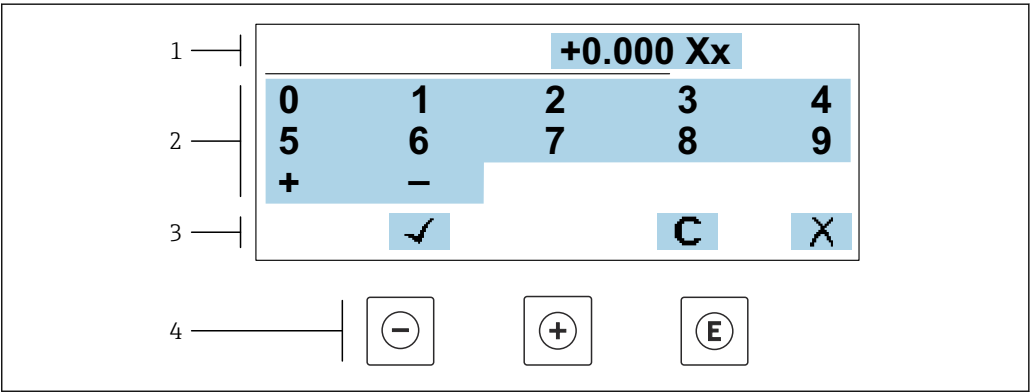 1 +0.000 Xx
0 1 2 3 4
2 5 6 7 8 9
+ –
3 ✓ C X
4 − + E